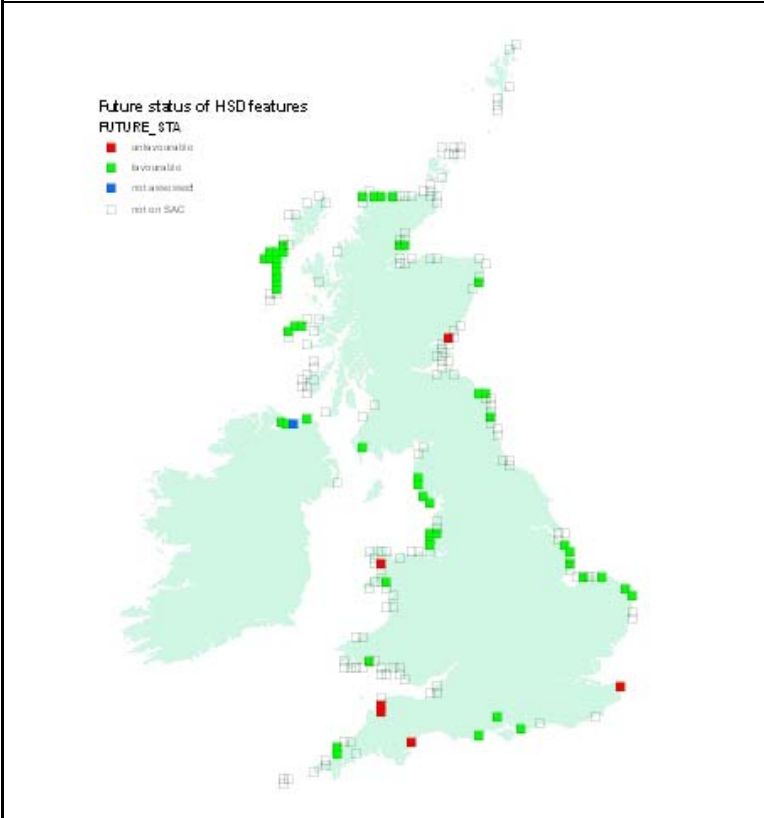 Future status of HSD features
FUTURE_STA
unfavourable
favourable
not assessed
not on SAC